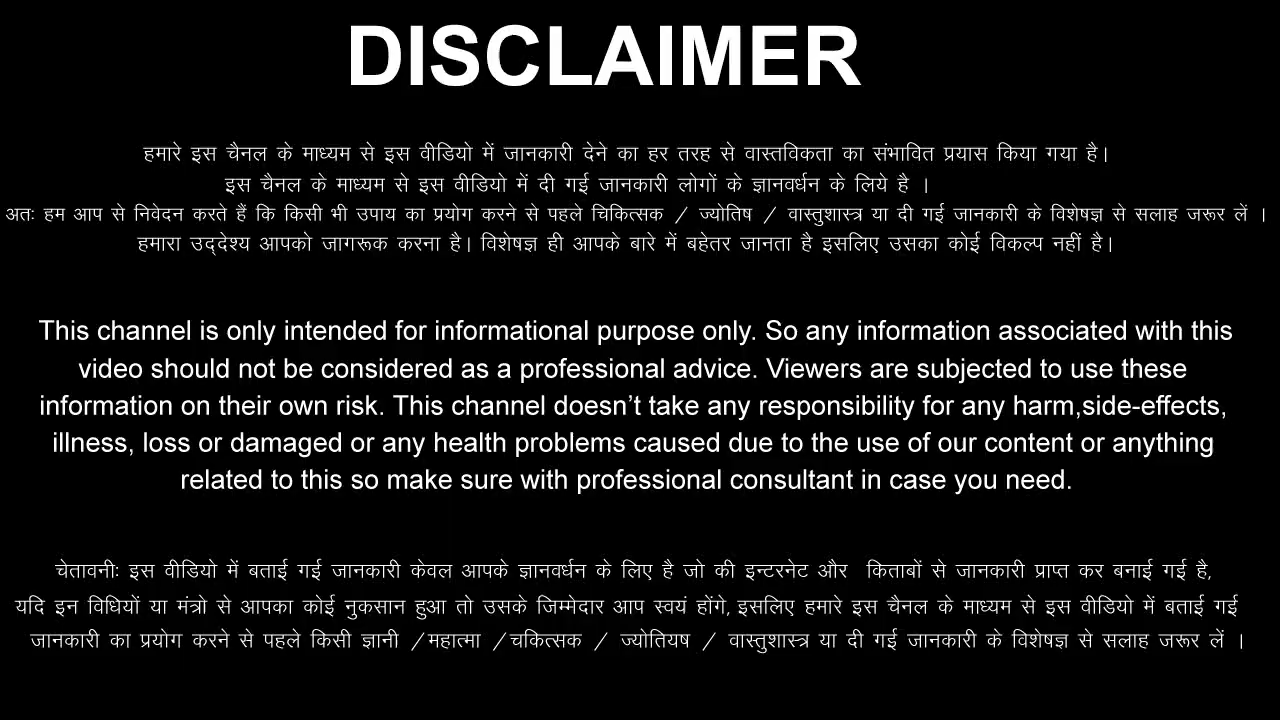 DISCLAIMER
हमारे इस चैनल के माध्यम से इस वीडियो में जानकारी देने का हर तरह से वास्तविकता का संभावित प्रयास किया गया है।
इस चैनल के माध्यम से इस वीडियो में दी गई जानकारी लोगों के ज्ञानवर्धन के लिये है ।
अतः हम आप से निवेदन करते हैं कि किसी भी उपाय का प्रयोग करने से पहले चिकित्सक / ज्योतिष / वास्तुशास्त्र या दी गई जानकारी के विशेषज्ञ से सलाह जरूर लें ।
हमारा उद्देश्य आपको जागरूक करना है। विशेषज्ञ ही आपके बारे में बहेतर जानता है इसलिए उसका कोई विकल्प नहीं है।
This channel is only intended for informational purpose only. So any information associated with this
video should not be considered as a professional advice. Viewers are subjected to use these
information on their own risk. This channel doesn’t take any responsibility for any harm,side-effects,
illness, loss or damaged or any health problems caused due to the use of our content or anything
related to this so make sure with professional consultant in case you need.
चेतावनीः इस वीडियो में बताई गई जानकारी केवल आपके ज्ञानवर्धन के लिए है जो की इन्टरनेट और किताबों से जानकारी प्राप्त कर बनाई गई है,
यदि इन विधियों या मंत्रो से आपका कोई नुकसान हुआ तो उसके जिम्मेदार आप स्वयं होंगे, इसलिए हमारे इस चैनल के माध्यम से इस वीडियो में बताई गई
जानकारी का प्रयोग करने से पहले किसी ज्ञानी /महात्मा /चकित्सक / ज्योतियष / वास्तुशास्त्र या दी गई जानकारी के विशेषज्ञ से सलाह जरूर लें ।